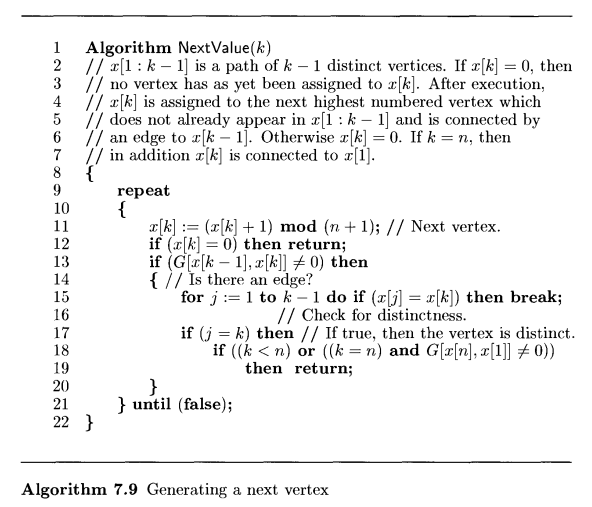 1 Algorithm NextValue(k)
2 // x[1 : k − 1] is a path of k − 1 distinct vertices. If x[k] = 0, then
3 // no vertex has as yet been assigned to x[k]. After execution,
4 // x[k] is assigned to the next highest numbered vertex which
5 // does not already appear in x[1 : k − 1] and is connected by
6 // an edge to x[k − 1]. Otherwise x[k] = 0. If k = n, then
7 // in addition x[k] is connected to x[1].
8 {
9 repeat
10 {
11 x[k] := (x[k] + 1) mod (n + 1); // Next vertex.
12 if (x[k] = 0) then return;
13 if (G[x[k − 1], x[k]] ≠ 0) then
14 { // Is there an edge?
15 for j := 1 to k − 1 do if (x[j] = x[k]) then break;
16 // Check for distinctness.
17 if (j = k) then // If true, then the vertex is distinct.
18 if ((k < n) or ((k = n) and G[x[n], x[1]] ≠ 0))
19 then return;
20 }
21 } until (false);
22 }
Algorithm 7.9 Generating a next vertex